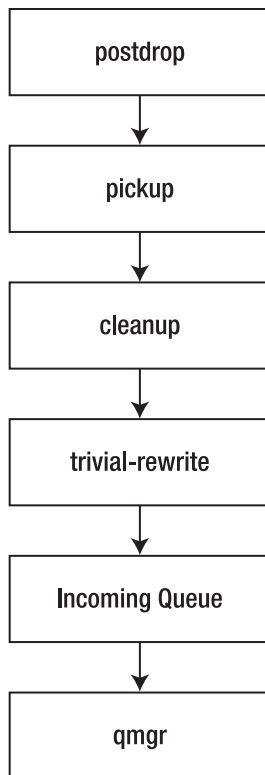 postdrop
pickup
cleanup
trivial-rewrite
Incoming Queue
qmgr